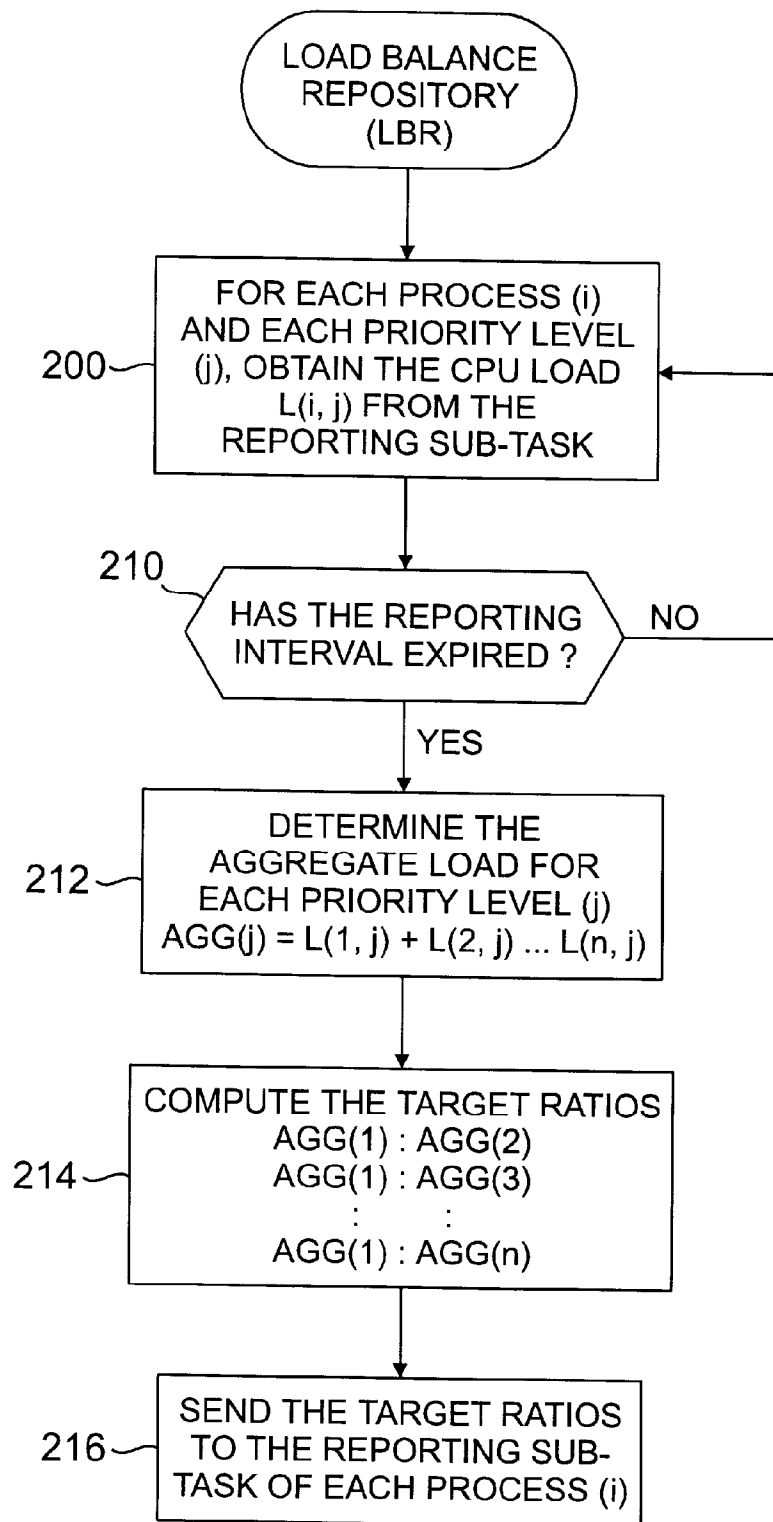 LOAD BALANCE
REPOSITORY
(LBR)
FOR EACH PROCESS (i)
AND EACH PRIORITY LEVEL
(j), OBTAIN THE CPU LOAD
L(i, j) FROM THE
REPORTING SUB-TASK
200
210
HAS THE REPORTING
INTERVAL EXPIRED ?
NO
YES
212
DETERMINE THE
AGGREGATE LOAD FOR
EACH PRIORITY LEVEL (j)
AGG(j) = L(1, j) + L(2, j) ... L(n, j)
214
COMPUTE THE TARGET RATIOS
AGG(1) : AGG(2)
AGG(1) : AGG(3)
: :
AGG(1) : AGG(n)
216
SEND THE TARGET RATIOS
TO THE REPORTING SUB-
TASK OF EACH PROCESS (i)